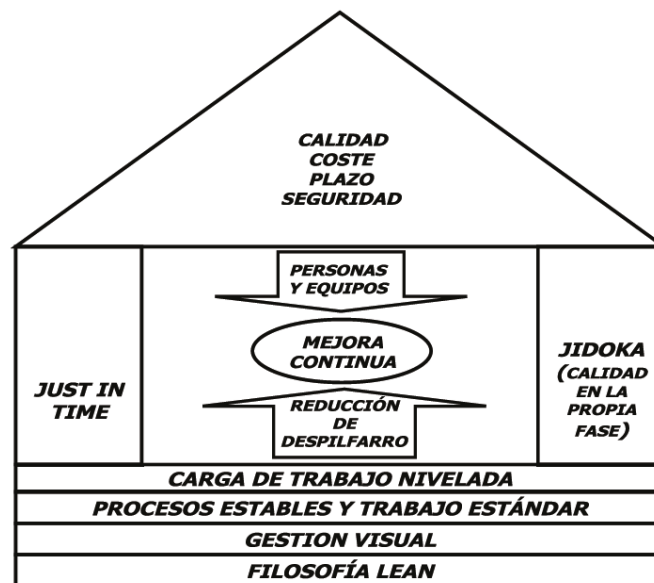 CALIDAD
COSTE
PLAZO
SEGURIDAD
PERSONAS
Y EQUIPOS
MEJORA
CONTINUA
REDUCCIÓN
DE
DESPILFARRO
JUST IN
TIME
JIDOKA
(CALIDAD
EN LA
PROPIA
FASE)
CARGA DE TRABAJO NIVELADA
PROCESOS ESTABLES Y TRABAJO ESTÁNDAR
GESTION VISUAL
FILOSOFÍA LEAN